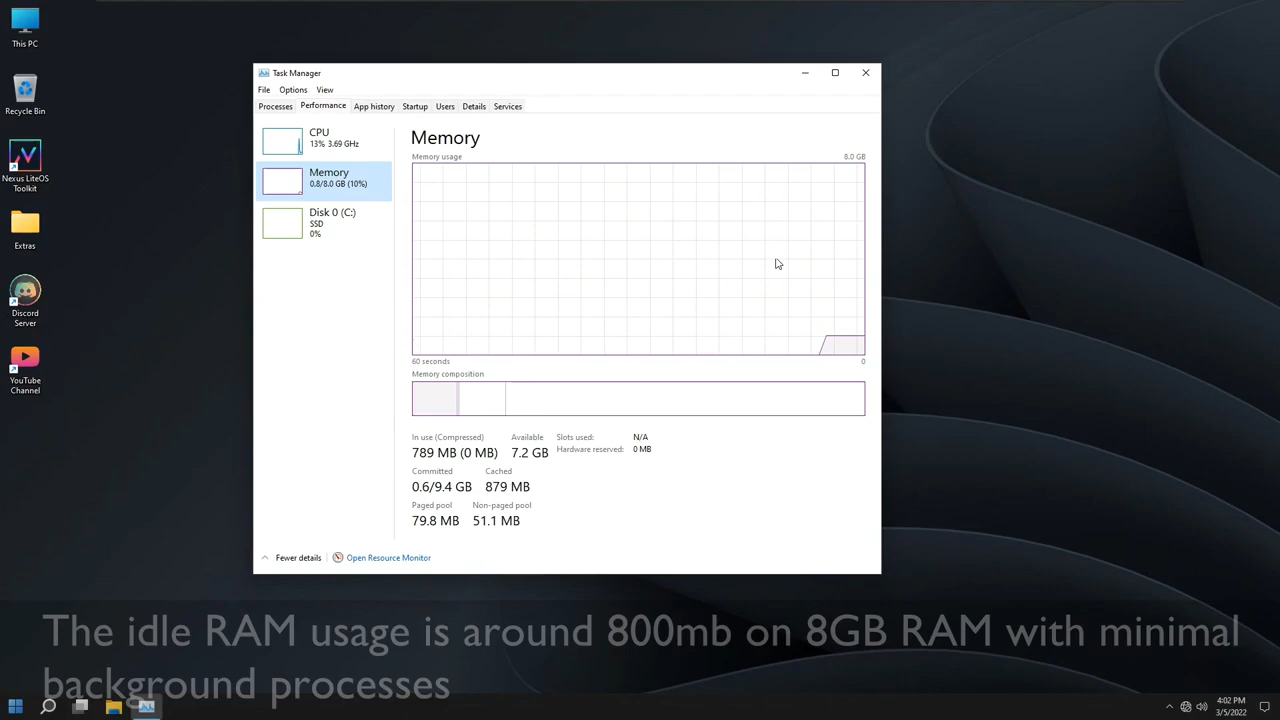 This PC
Recycle Bin
Nexus LiteOS
Toolkit
Extras
Discord
Server
YouTube
Channel
Task Manager
File Options View
Processes Performance App history Startup Users Details Services
CPU
13% 3.69 GHz
Memory
0.8/8.0 GB (10%)
Disk 0 (C:)
SSD
0%
Memory
Memory usage 8.0 GB
60 seconds 0
Memory composition
In use (Compressed) Available Slots used: N/A
789 MB (0 MB) 7.2 GB Hardware reserved: 0 MB
Committed Cached
0.6/9.4 GB 879 MB
Paged pool Non-paged pool
79.8 MB 51.1 MB
Fewer details Open Resource Monitor
The idle RAM usage is around 800mb on 8GB RAM with minimal
background processes
4:02 PM
3/5/2022